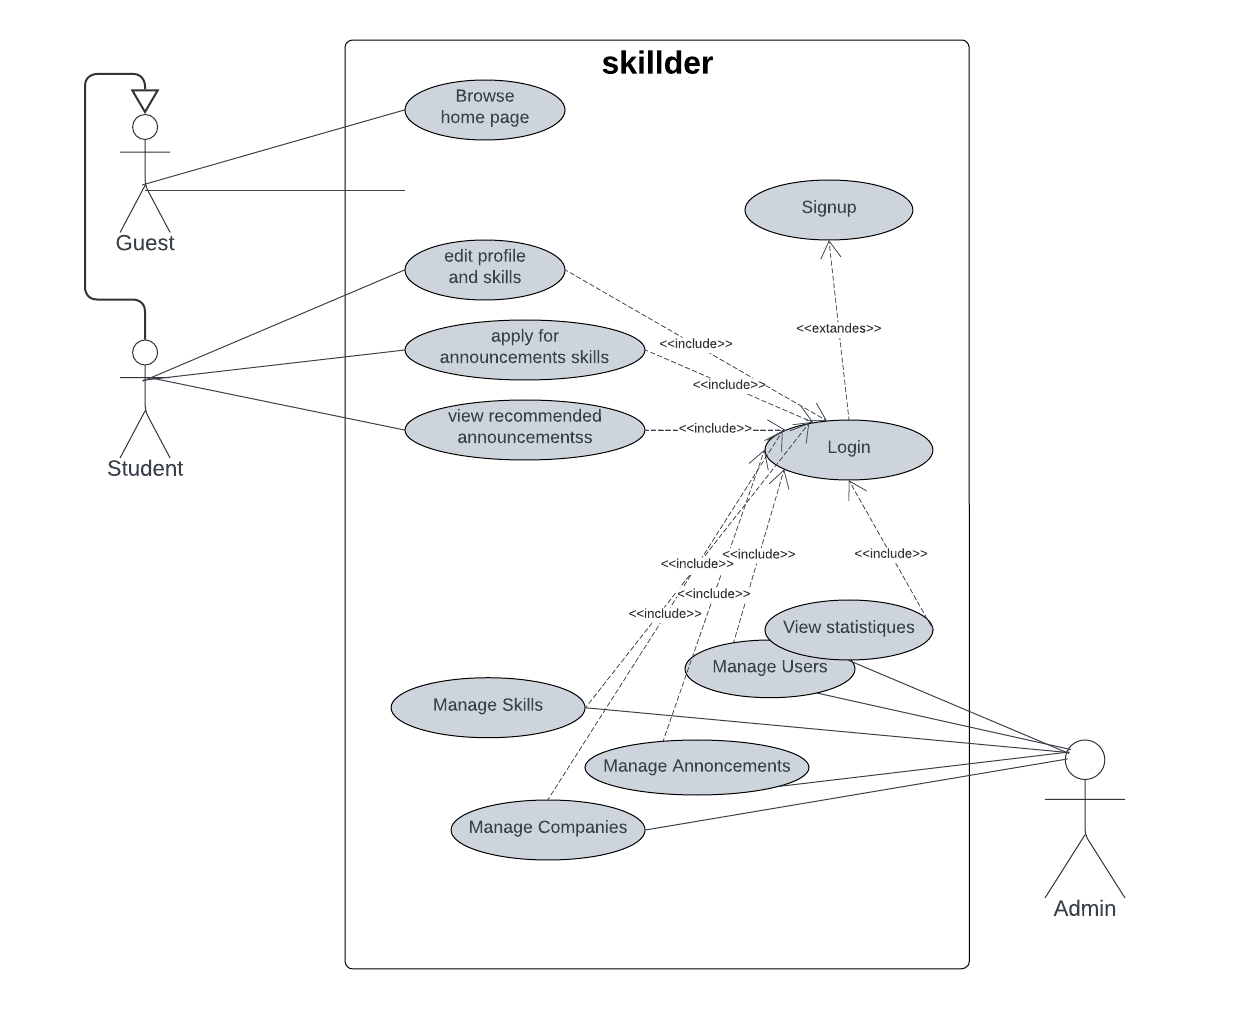 skillder
Browse
home page
Signup
Guest
edit profile
and skills
<<extandes>>
apply for
announcements skills
<<include>>
<<include>>
view recommended
announcementss
<<include>>
Login
Student
<<include>>
<<include>>
<<include>>
<<include>>
<<include>>
View statistiques
Manage Users
Manage Skills
Manage Annoncements
Manage Companies
Admin